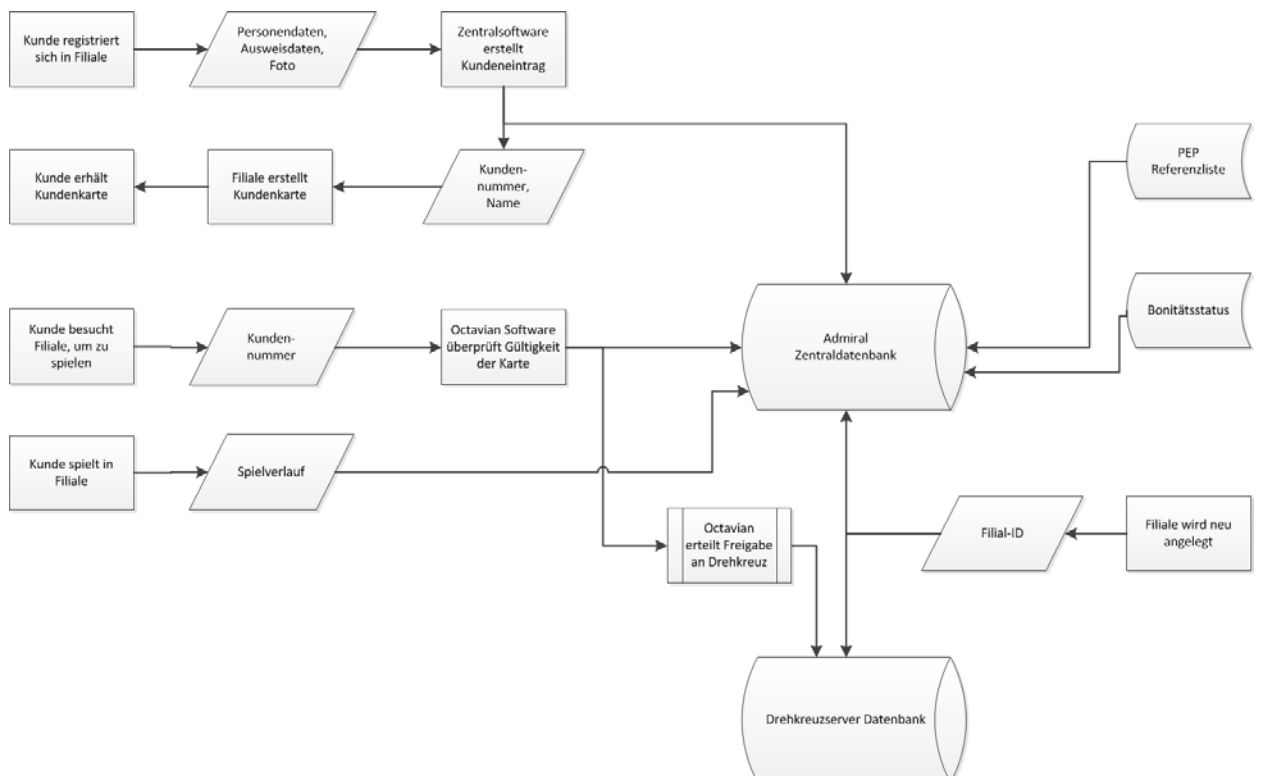 Kunde registriert
sich in Filiale
Personendaten,
Ausweisdaten,
Foto
Zentralsoftware
erstellt
Kundeneintrag
Kunde erhält
Kundenkarte
Filiale erstellt
Kundenkarte
Kunden-
nummer,
Name
PEP
Referenzliste
Kunde besucht
Filiale, um zu
spielen
Kunden-
nummer
Octavian Software
überprüft Gültigkeit
der Karte
Admiral
Zentraldatenbank
Bonitätsstatus
Kunde spielt in
Filiale
Spielverlauf
Octavian
erteilt Freigabe
an Drehkreuz
Filial-ID
Filiale wird neu
angelegt
Drehkreuzserver Datenbank